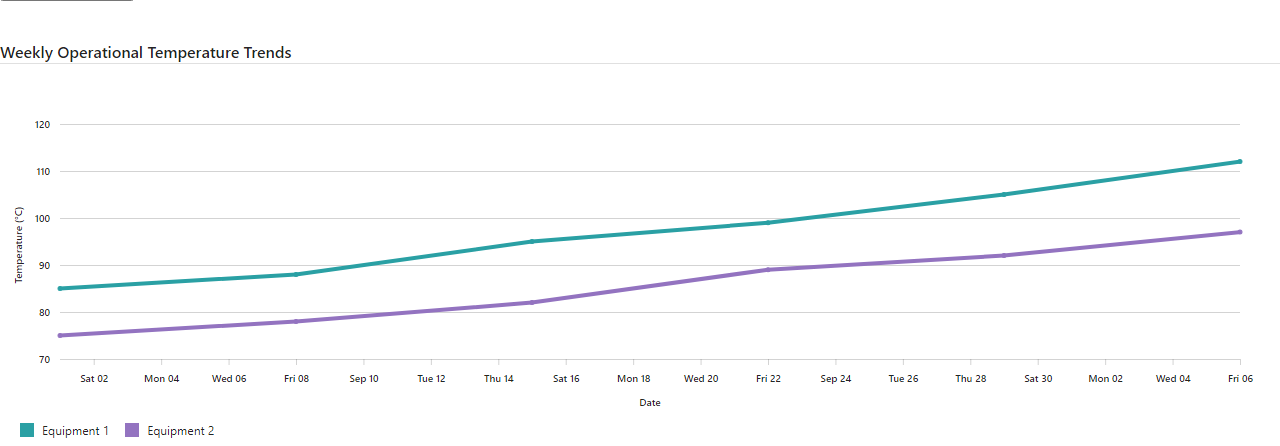 Weekly Operational Temperature Trends
120
110
100
90
80
70
Temperature (°C)
Sat 02 Mon 04 Wed 06 Fri 08 Sep 10 Tue 12 Thu 14 Sat 16 Mon 18 Wed 20 Fri 22 Sep 24 Tue 26 Thu 28 Sat 30 Mon 02 Wed 04 Fri 06
Date
Equipment 1 Equipment 2